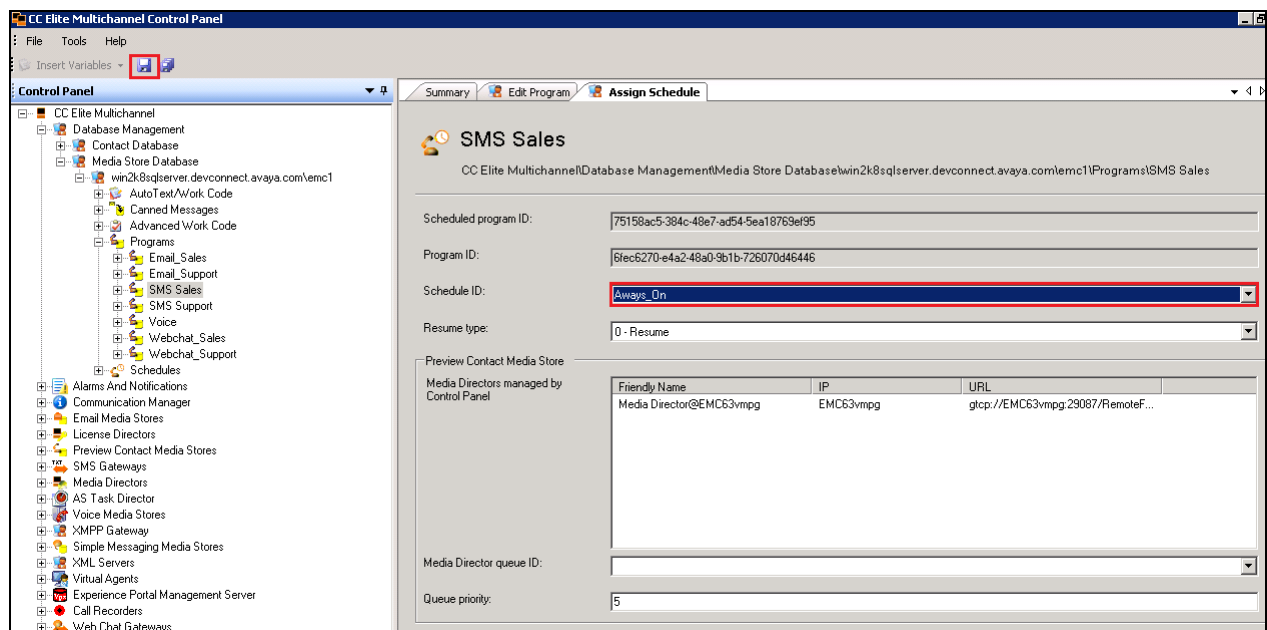 CC Elite Multichannel Control Panel
File Tools Help
Insert Variables
Control Panel
CC Elite Multichannel
Database Management
Contact Database
Media Store Database
win2k8sqlserver.devconnect.avaya.com\emc1
AutoText/Work Code
Canned Messages
Advanced Work Code
Programs
Email_Sales
Email_Support
SMS Sales
SMS Support
Voice
Webchat_Sales
Webchat_Support
Schedules
Alarms And Notifications
Communication Manager
Email Media Stores
License Directors
Preview Contact Media Stores
TXT SMS Gateways
Media Directors
AS Task Director
Voice Media Stores
XMPP Gateway
Simple Messaging Media Stores
XML Servers
Virtual Agents
Experience Portal Management Server
Call Recorders
Web Chat Gateways
Summary Edit Program Assign Schedule
SMS Sales
CC Elite Multichannel\Database Management\Media Store Database\win2k8sqlserver.devconnect.avaya.com\emc1\Programs\SMS Sales
Scheduled program ID: 75158ac5-384c-48e7-ad54-5ea18769ef95
Program ID: 6fec6270-e4a2-48a0-9b1b-726070d46446
Schedule ID: Aways_On
Resume type: 0 - Resume
Preview Contact Media Store
Media Directors managed by
Control Panel
Friendly Name IP URL
Media Director@EMC63vmpg EMC63vmpg gtcp://EMC63vmpg:29087/RemoteF...
Media Director queue ID:
Queue priority: 5